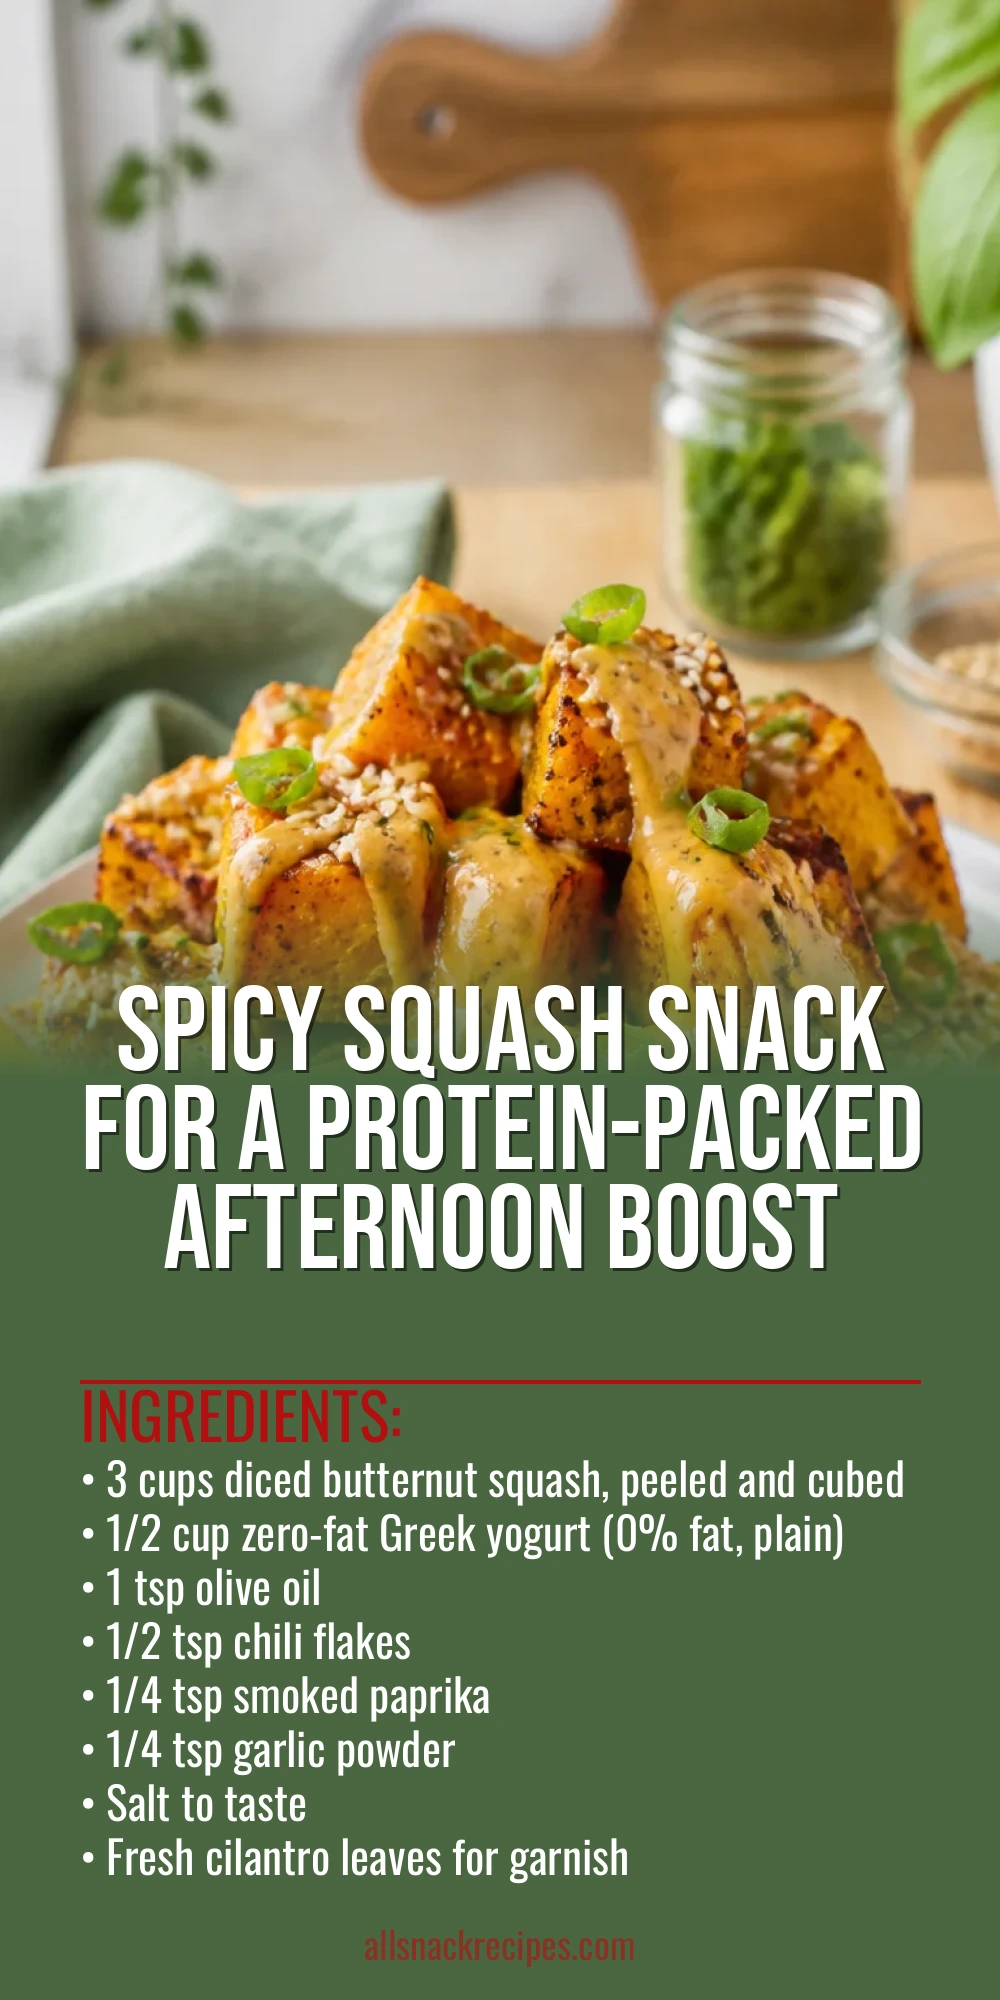 SPICY SQUASH SNACK
FOR A PROTEIN-PACKED
AFTERNOON BOOST
INGREDIENTS:
• 3 cups diced butternut squash, peeled and cubed
• 1/2 cup zero-fat Greek yogurt (0% fat, plain)
• 1 tsp olive oil
• 1/2 tsp chili flakes
• 1/4 tsp smoked paprika
• 1/4 tsp garlic powder
• Salt to taste
• Fresh cilantro leaves for garnish
allsnackrecipes.com